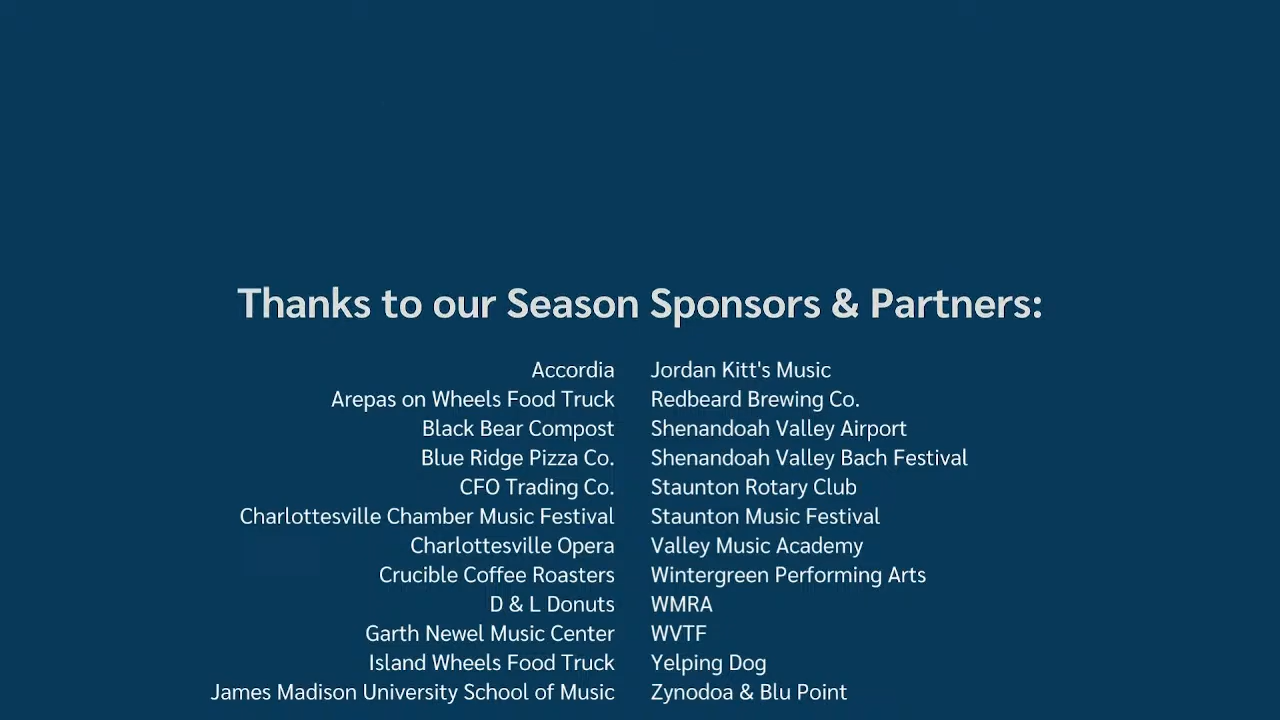 Thanks to our Season Sponsors & Partners:
Accordia
Arepas on Wheels Food Truck
Black Bear Compost
Blue Ridge Pizza Co.
CFO Trading Co.
Charlottesville Chamber Music Festival
Charlottesville Opera
Crucible Coffee Roasters
D & L Donuts
Garth Newel Music Center
Island Wheels Food Truck
James Madison University School of Music
Jordan Kitt's Music
Redbeard Brewing Co.
Shenandoah Valley Airport
Shenandoah Valley Bach Festival
Staunton Rotary Club
Staunton Music Festival
Valley Music Academy
Wintergreen Performing Arts
WMRA
WVTF
Yelping Dog
Zynodoa & Blu Point